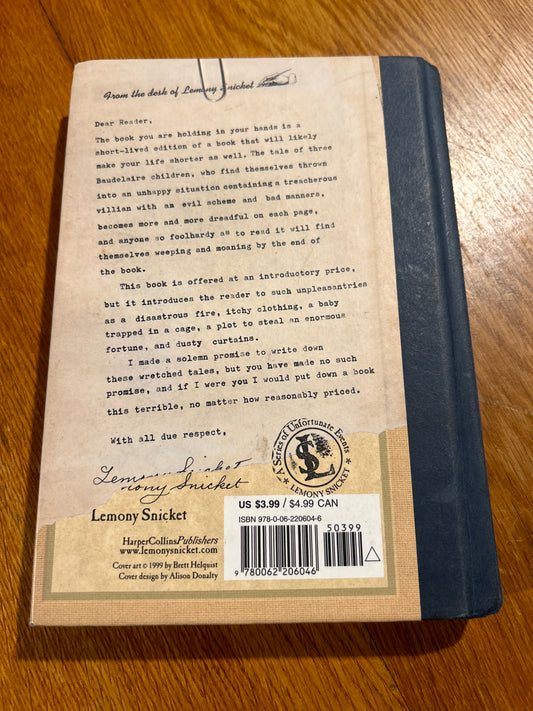 From the desk of Lemony Snicket
Dear Reader,
The book you are holding in your hands is a
short-lived edition of a book that will likely
make your life shorter as well. The tale of three
Baudelaire children, who find themselves thrown
into an unhappy situation containing a treacherous
villian with an evil scheme and bad manners,
becomes more and more dreadful on each page,
and anyone so foolhardy as to read it will find
themselves weeping and moaning by the end of
the book.
This book is offered at an introductory price,
but it introduces the reader to such unpleasantries
as a disastrous fire, itchy clothing, a baby
trapped in a cage, a plot to steal an enormous
fortune, and dusty curtains.
I made a solemn promise to write down
these wretched tales, but you have made no such
promise, and if I were you I would put down a book
this terrible, no matter how reasonably priced.
With all due respect,
Lemony Snicket
mony Snicket
Lemony Snicket
HarperCollinsPublishers
www.lemonysnicket.com
Cover art © 1999 by Brett Helquist
Cover design by Alison Donalty
A Series of Unfortunate Events
LS
★ LEMONY SNICKET ★
US $3.99 / $4.99 CAN
ISBN 978-0-06-220604-6
50399
9 780062 206046